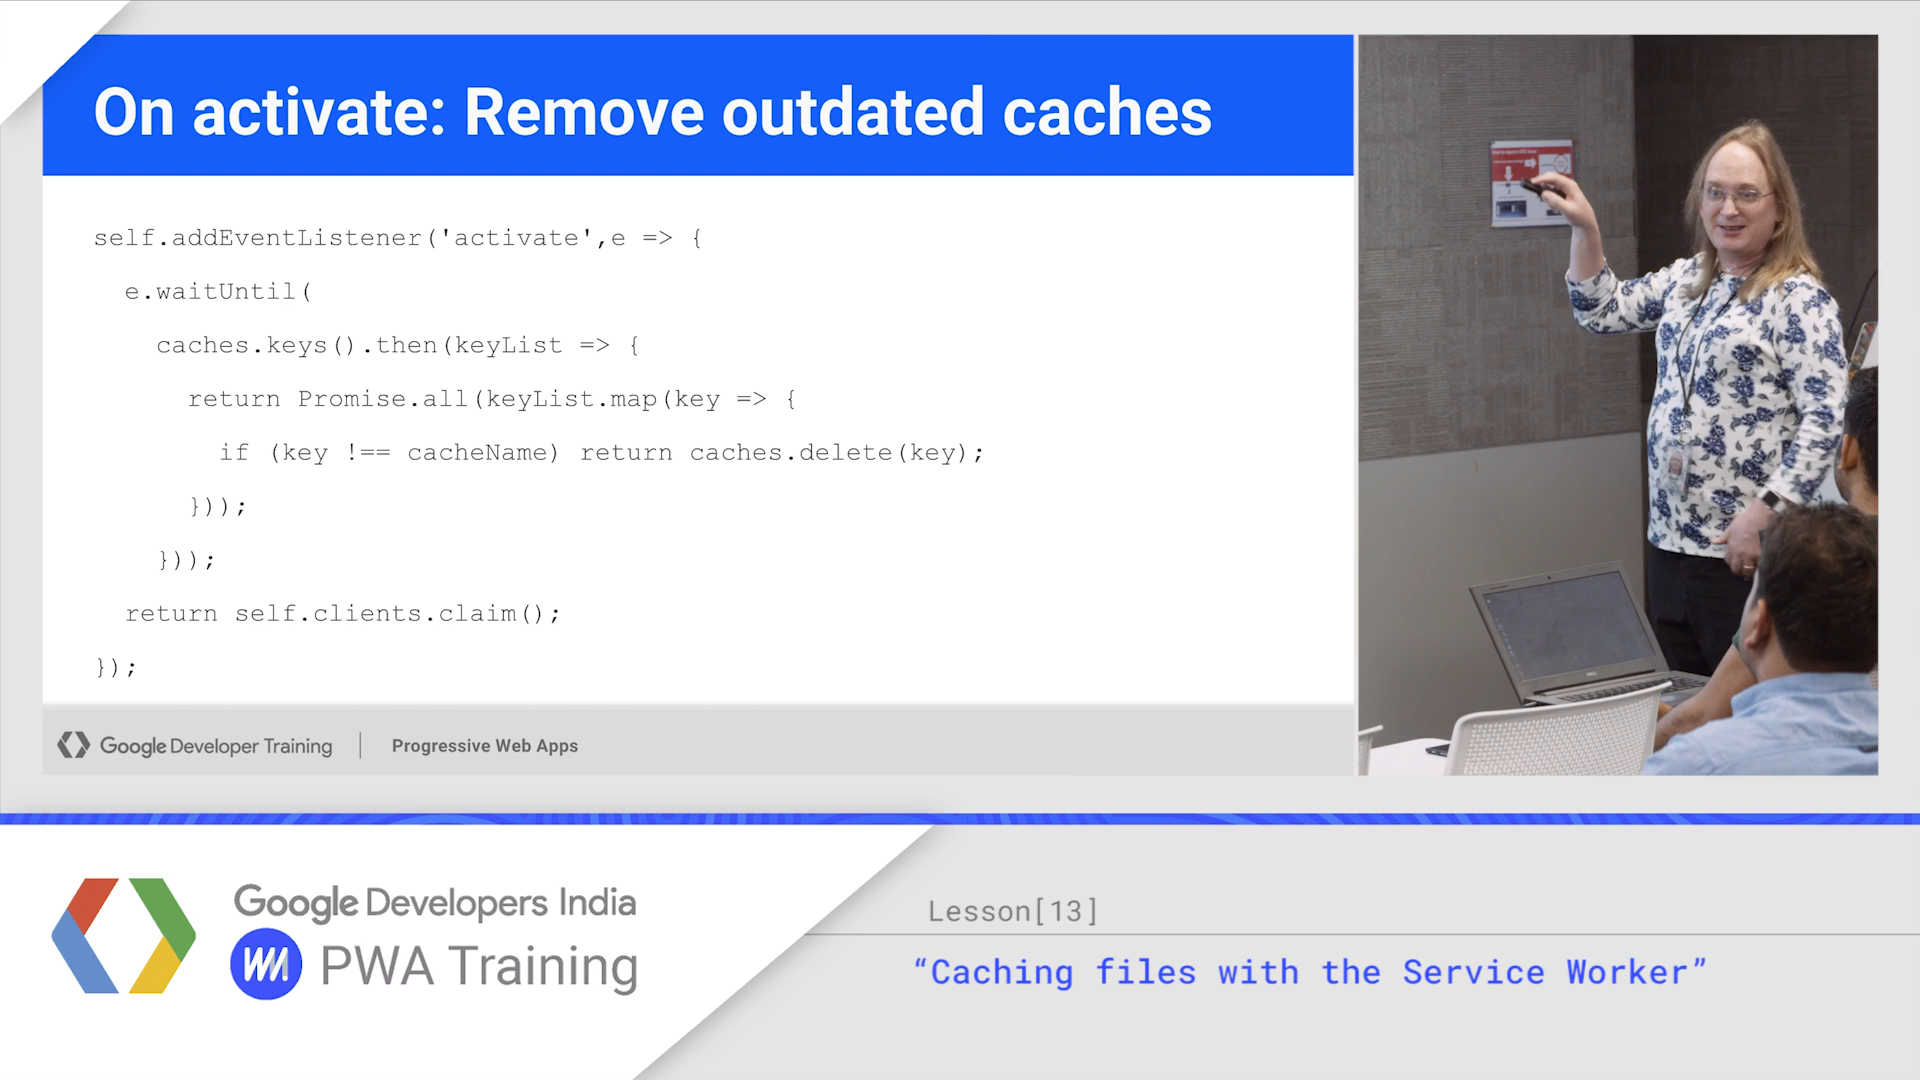 On activate: Remove outdated caches
self.addEventListener('activate',e => {
e.waitUntil(
caches.keys().then(keyList => {
return Promise.all(keyList.map(key => {
if (key !== cacheName) return caches.delete(key);
}));
}));
return self.clients.claim();
});
Google Developer Training
Progressive Web Apps
Google Developers India
PWA Training
Lesson[13]
“Caching files with the Service Worker”